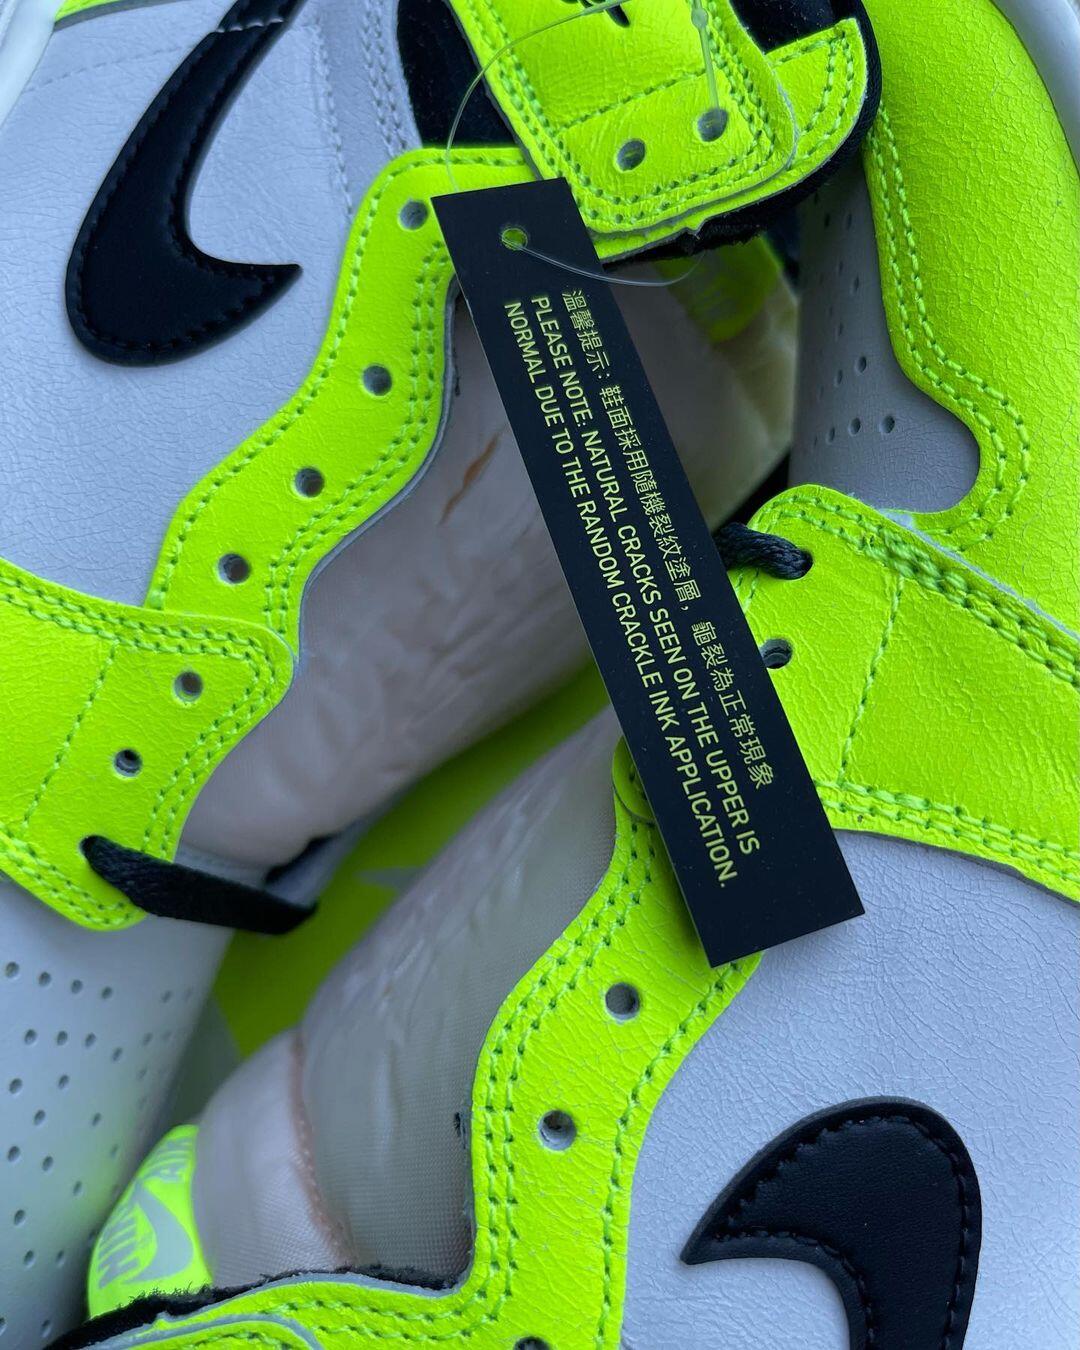 溫馨提示：鞋面採用隨機裂紋塗層，龜裂為正常現象
PLEASE NOTE: NATURAL CRACKS SEEN ON THE UPPER IS
NORMAL DUE TO THE RANDOM CRACKLE INK APPLICATION.
NIKE AIR